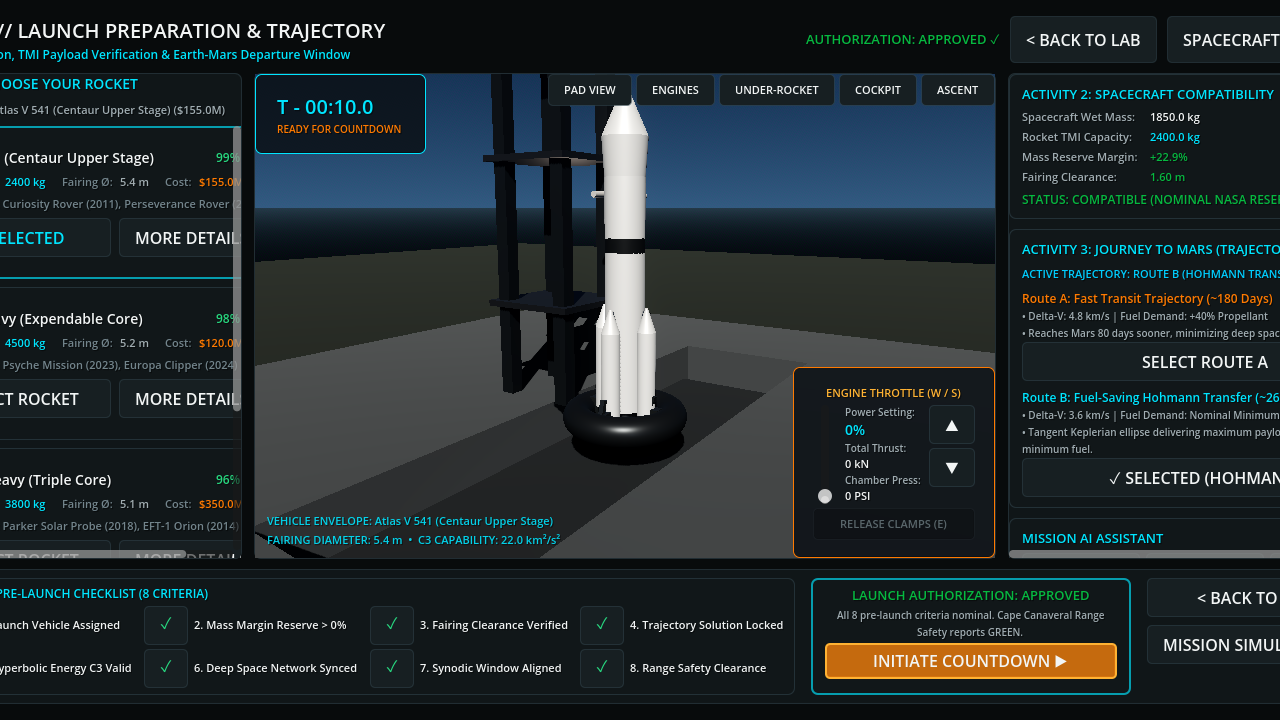 // LAUNCH PREPARATION & TRAJECTORY
on, TMI Payload Verification & Earth-Mars Departure Window
AUTHORIZATION: APPROVED ✓
< BACK TO LAB
SPACECRAFT
OOSE YOUR ROCKET
tlas V 541 (Centaur Upper Stage) ($155.0M)
(Centaur Upper Stage) 99%
2400 kg Fairing Ø: 5.4 m Cost: $155.0M
Curiosity Rover (2011), Perseverance Rover (2
ELECTED
MORE DETAIL
vy (Expendable Core) 98%
4500 kg Fairing Ø: 5.2 m Cost: $120.0M
Psyche Mission (2023), Europa Clipper (2024)
CT ROCKET
MORE DETAIL
eavy (Triple Core) 96%
3800 kg Fairing Ø: 5.1 m Cost: $350.0M
Parker Solar Probe (2018), EFT-1 Orion (2014)
CT ROCKET
MORE DETAIL
T - 00:10.0
READY FOR COUNTDOWN
PAD VIEW
ENGINES
UNDER-ROCKET
COCKPIT
ASCENT
ENGINE THROTTLE (W / S)
Power Setting:
0%
Total Thrust:
0 kN
Chamber Press:
0 PSI
▲
▼
RELEASE CLAMPS (E)
VEHICLE ENVELOPE: Atlas V 541 (Centaur Upper Stage)
FAIRING DIAMETER: 5.4 m • C3 CAPABILITY: 22.0 km²/s²
ACTIVITY 2: SPACECRAFT COMPATIBILITY
Spacecraft Wet Mass: 1850.0 kg
Rocket TMI Capacity: 2400.0 kg
Mass Reserve Margin: +22.9%
Fairing Clearance: 1.60 m
STATUS: COMPATIBLE (NOMINAL NASA RESE
ACTIVITY 3: JOURNEY TO MARS (TRAJECTO
ACTIVE TRAJECTORY: ROUTE B (HOHMANN TRANS
Route A: Fast Transit Trajectory (~180 Days)
• Delta-V: 4.8 km/s | Fuel Demand: +40% Propellant
• Reaches Mars 80 days sooner, minimizing deep spac
SELECT ROUTE A
Route B: Fuel-Saving Hohmann Transfer (~26
• Delta-V: 3.6 km/s | Fuel Demand: Nominal Minimum
• Tangent Keplerian ellipse delivering maximum paylo
minimum fuel.
✓ SELECTED (HOHMAN
MISSION AI ASSISTANT
PRE-LAUNCH CHECKLIST (8 CRITERIA)
aunch Vehicle Assigned ✓ 2. Mass Margin Reserve > 0% ✓ 3. Fairing Clearance Verified ✓ 4. Trajectory Solution Locked
yperbolic Energy C3 Valid ✓ 6. Deep Space Network Synced ✓ 7. Synodic Window Aligned ✓ 8. Range Safety Clearance
LAUNCH AUTHORIZATION: APPROVED
All 8 pre-launch criteria nominal. Cape Canaveral Range
Safety reports GREEN.
INITIATE COUNTDOWN ▶
< BACK TO
MISSION SIMUL